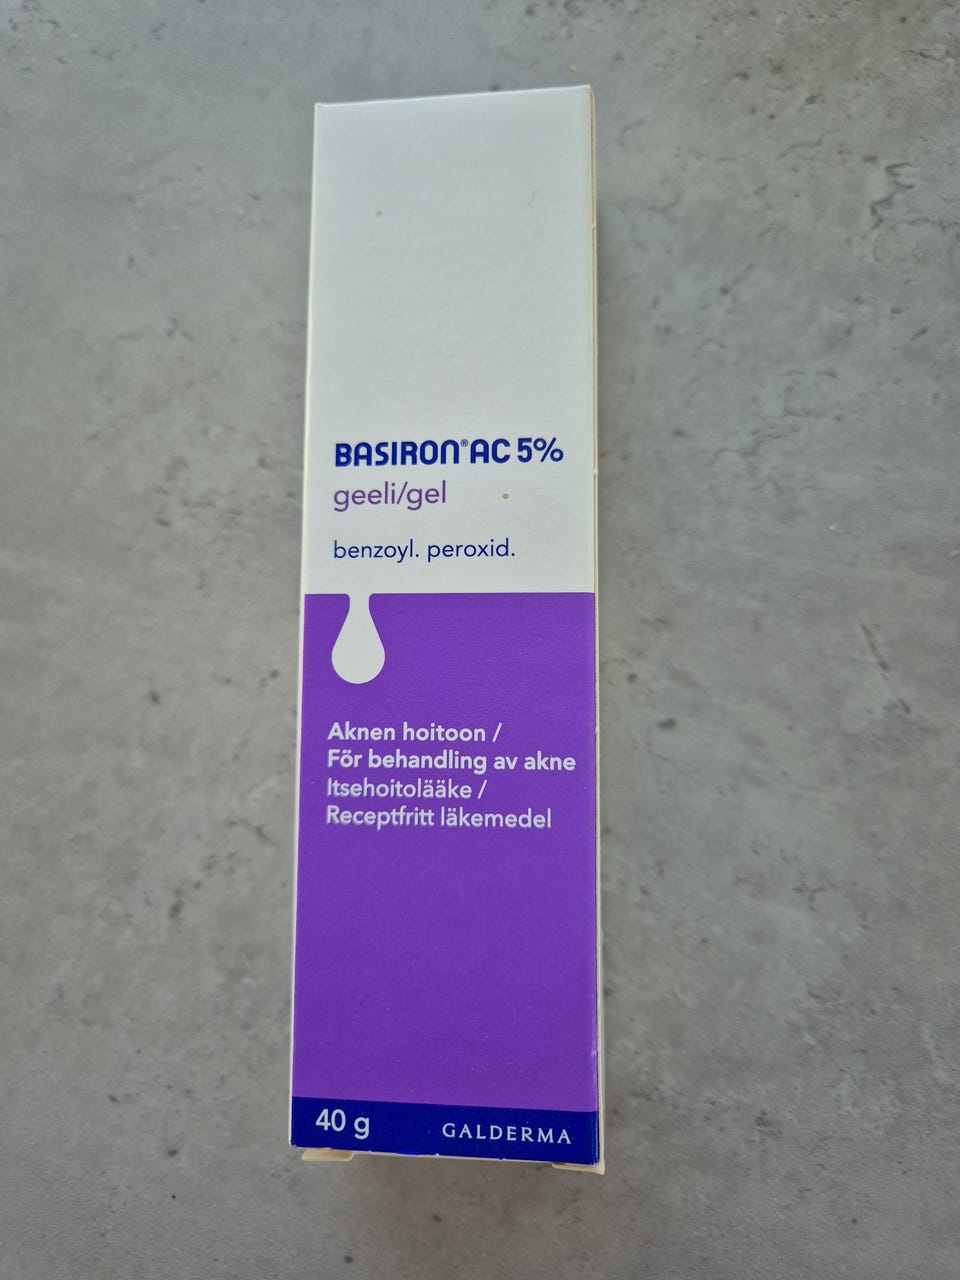 BASIRON® AC 5%
geeli/gel
benzoyl. peroxid.
Aknen hoitoon /
För behandling av akne
Itsehoitolääke /
Receptfritt läkemedel
40 g
GALDERMA